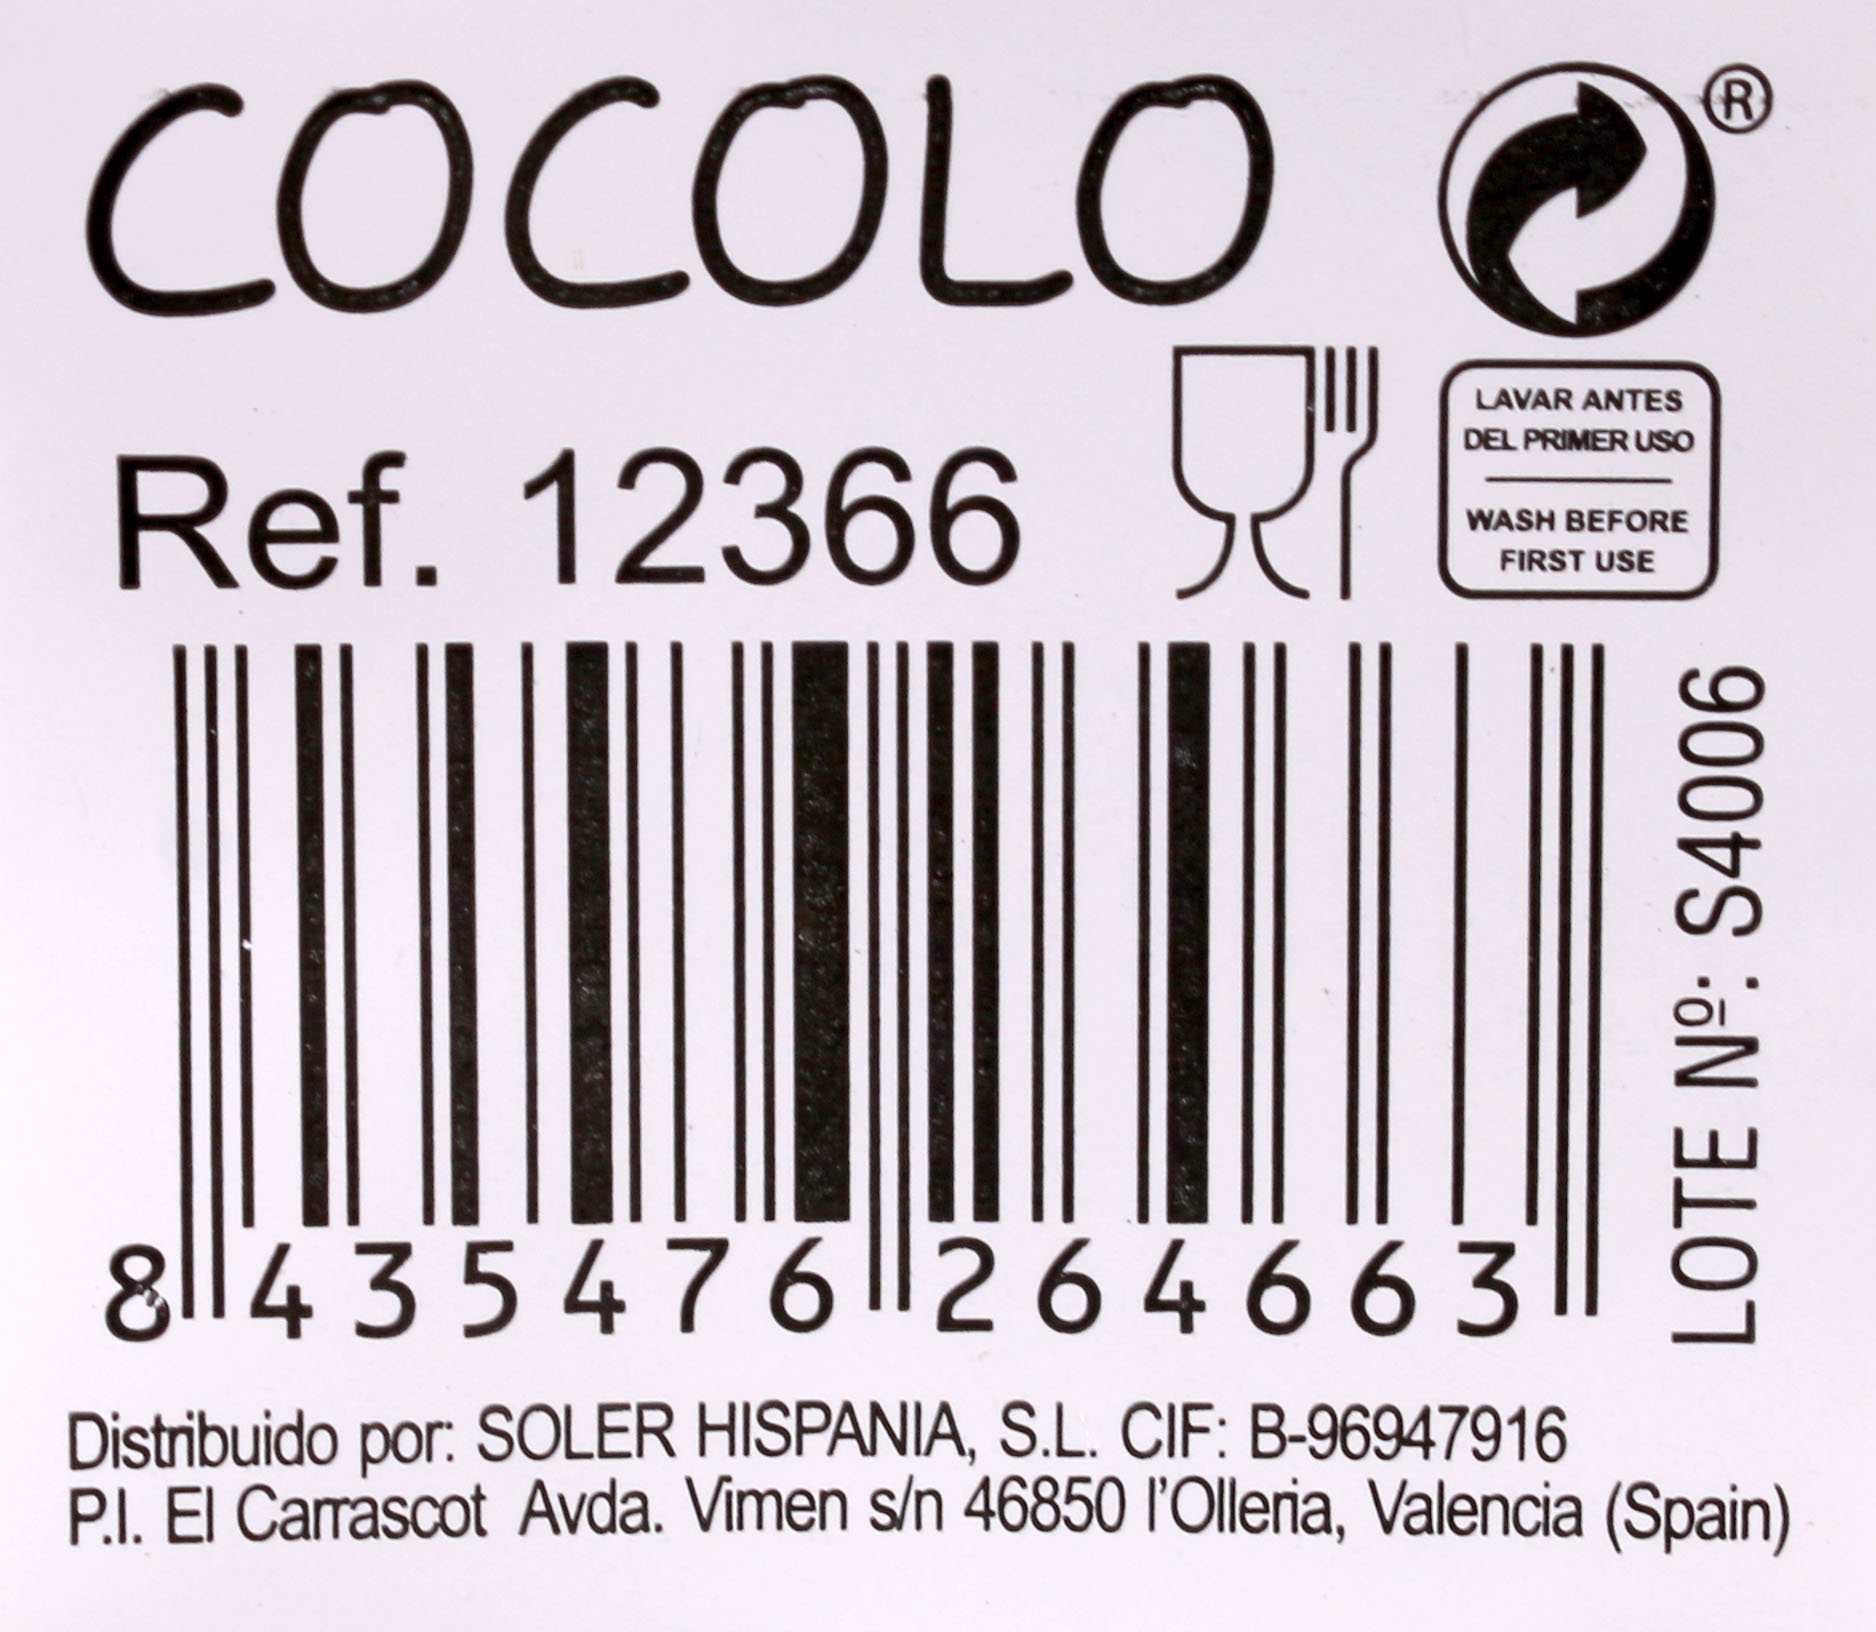 COCOLO
®
Ref. 12366
LAVAR ANTES
DEL PRIMER USO
WASH BEFORE
FIRST USE
8 435476 264663
LOTE Nº: S4006
Distribuido por: SOLER HISPANIA, S.L. CIF: B-96947916
P.I. El Carrascot Avda. Vimen s/n 46850 l'Olleria, Valencia (Spain)